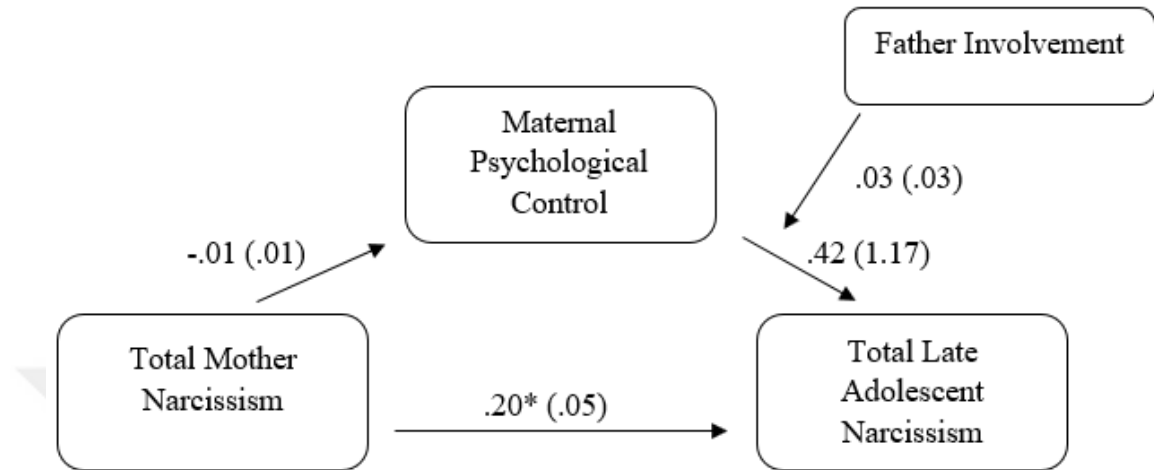 Father Involvement
Maternal
Psychological
Control
.03 (.03)
-.01 (.01)
.42 (1.17)
Total Mother
Narcissism
Total Late
Adolescent
Narcissism
.20* (.05)